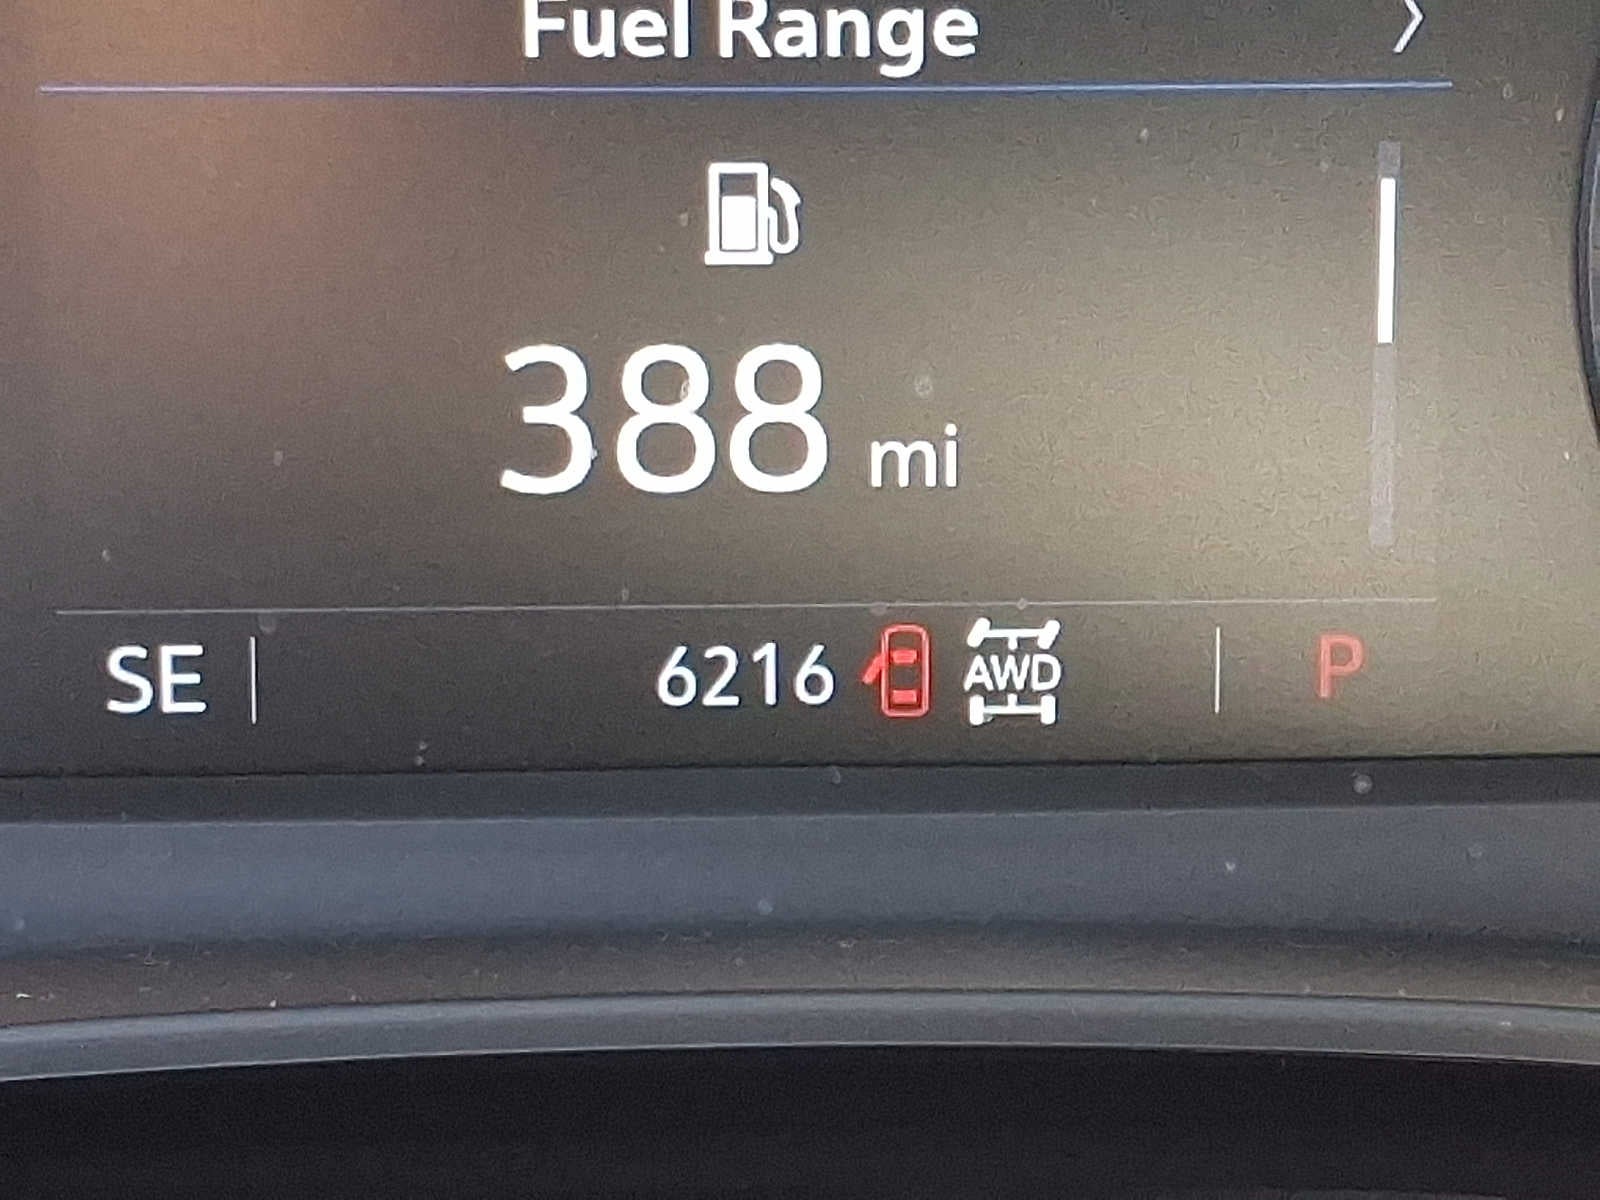 Fuel Range
388 mi
SE 6216 AWD P